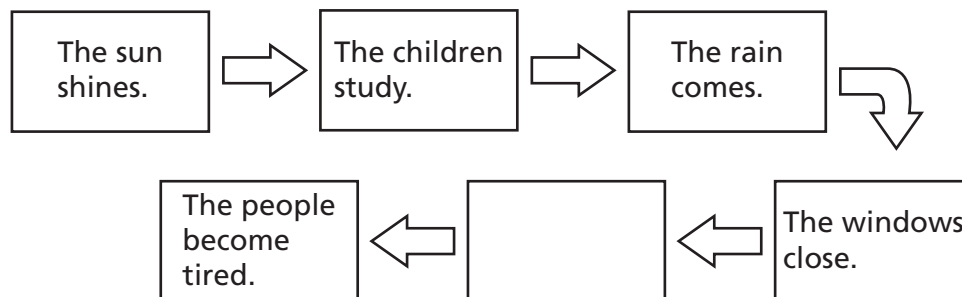 The sun
shines.
The children
study.
The rain
comes.
The windows
close.
The people
become
tired.